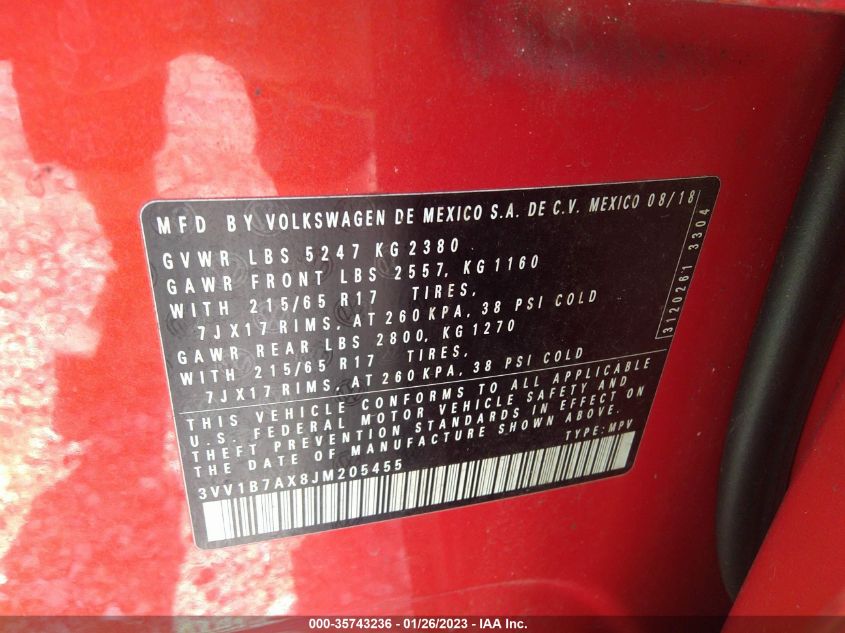 MFD BY VOLKSWAGEN DE MEXICO S.A. DE C.V. MEXICO 08/18
GVWR LBS 5247 KG 2380
GAWR FRONT LBS 2557, KG 1160
WITH 215/65 R17 TIRES,
7JX17 RIMS, AT 260 KPA, 38 PSI COLD
GAWR REAR LBS 2800, KG 1270
WITH 215/65 R17 TIRES,
7JX17 RIMS, AT 260 KPA, 38 PSI COLD
THIS VEHICLE CONFORMS TO ALL APPLICABLE
U.S. FEDERAL MOTOR VEHICLE SAFETY AND
THEFT PREVENTION STANDARDS IN EFFECT ON
THE DATE OF MANUFACTURE SHOWN ABOVE.
TYPE: MPV
3VV1B7AX8JM205455
3120261 3304
000-35743236 - 01/26/2023 - IAA Inc.